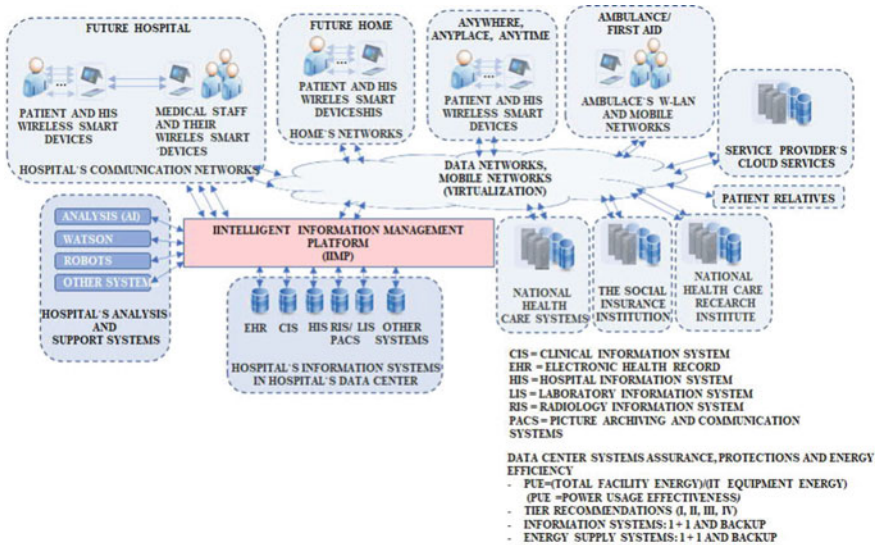 FUTURE HOSPITAL
PATIENT AND HIS
WIRELESS SMART
DEVICES
MEDICAL STAFF
AND THEIR
WIRELES SMART
`DEVICES
HOSPITAL`S COMMUNICATION NETWORKS
FUTURE HOME
PATIENT AND HIS
WIRELES SMART
DEVICESHIS
HOME`S NETWORKS
ANYWHERE,
ANYPLACE, ANYTIME
PATIENT AND HIS
WIRELESS SMART
DEVICES
AMBULANCE/
FIRST AID
AMBULACE`S W-LAN
AND MOBILE
NETWORKS
SERVICE PROVIDER`S
CLOUD SERVICES
DATA NETWORKS,
MOBILE NETWORKS
(VIRTUALIZATION)
PATIENT RELATIVES
ANALYSIS (AI)
WATSON
ROBOTS
OTHER SYSTEM
HOSPITAL`S ANALYSIS
AND
SUPPORT SYSTEMS
IINTELLIGENT INFORMATION MANAGEMENT
PLATFORM
(IIMP)
EHR
CIS
HIS
RIS/
PACS
LIS
OTHER
SYSTEMS
HOSPITAL`S INFORMATION SYSTEMS
IN HOSPITAL`S DATA CENTER
NATIONAL
HEALTH
CARE SYSTEMS
THE SOCIAL
INSURANCE
INSTITUTION
NATIONAL
HEALTH CARE
RECEARCH
INSTITUTE
CIS = CLINICAL INFORMATION SYSTEM
EHR = ELECTRONIC HEALTH RECORD
HIS = HOSPITAL INFORMATION SYSTEM
LIS = LABORATORY INFORMATION SYSTEM
RIS = RADIOLOGY INFORMATION SYSTEM
PACS = PICTURE ARCHIVING AND COMMUNICATION
SYSTEMS
DATA CENTER SYSTEMS ASSURANCE, PROTECTIONS AND ENERGY
EFFICIENCY
- PUE=(TOTAL FACILITY ENERGY)/(IT EQUIPMENT ENERGY)
(PUE =POWER USAGE EFFECTIVENESS)
- TIER RECOMMENDATIONS (I, II, III, IV)
- INFORMATION SYSTEMS: 1 + 1 AND BACKUP
- ENERGY SUPPLY SYSTEMS: 1 + 1 AND BACKUP